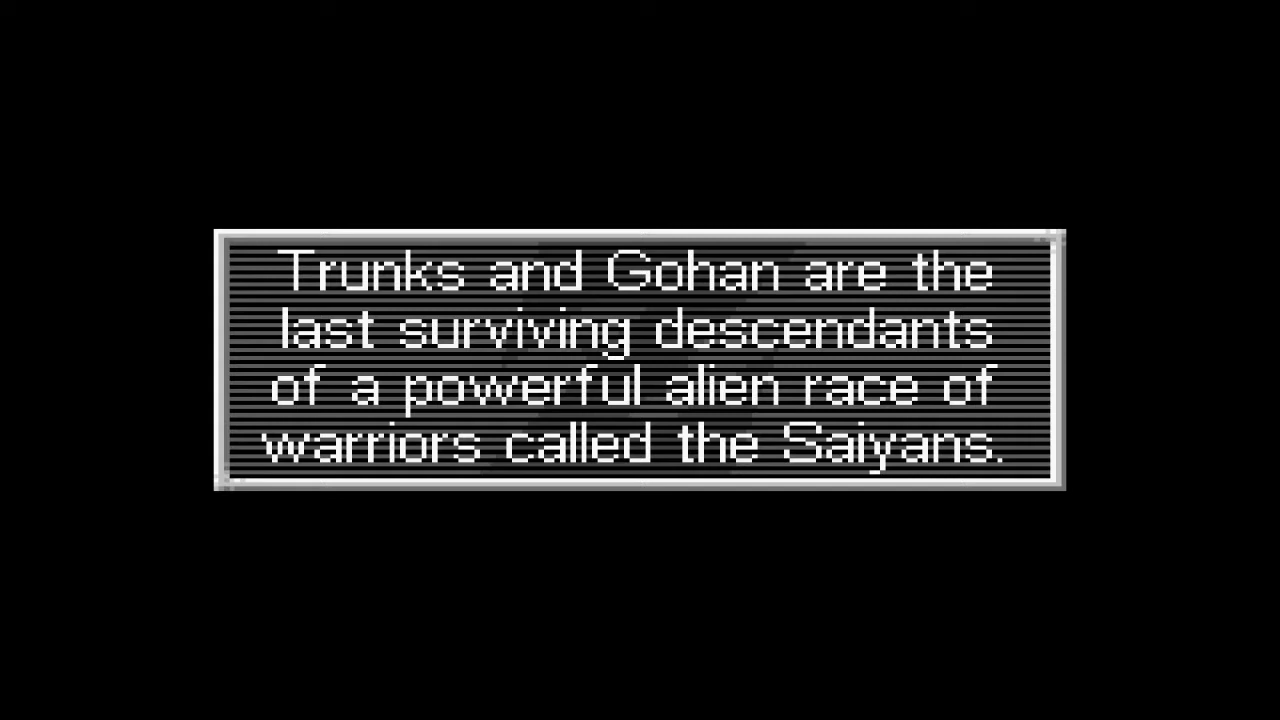 Trunks and Gohan are the
last surviving descendants
of a powerful alien race of
warriors called the Saiyans.